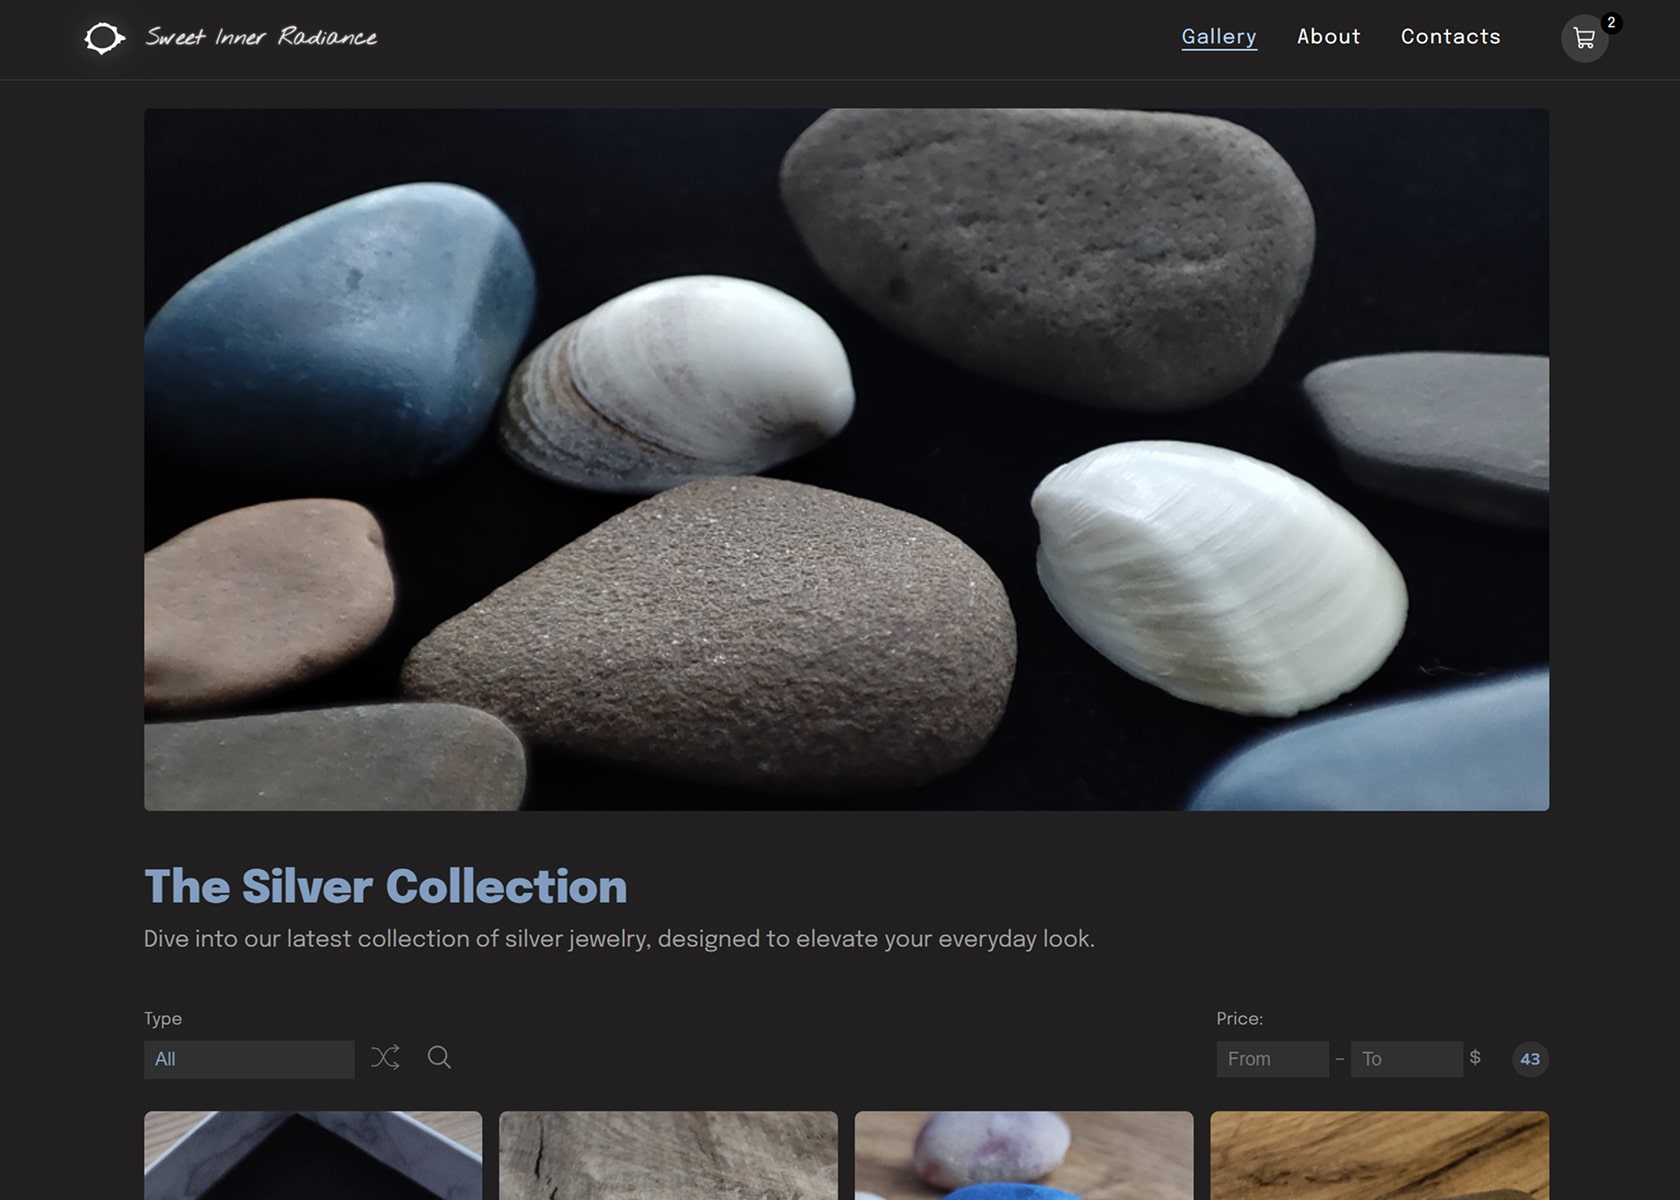 Sweet Inner Radiance
Gallery About Contacts
2
The Silver Collection
Dive into our latest collection of silver jewelry, designed to elevate your everyday look.
Type Price:
All From – To $ 43